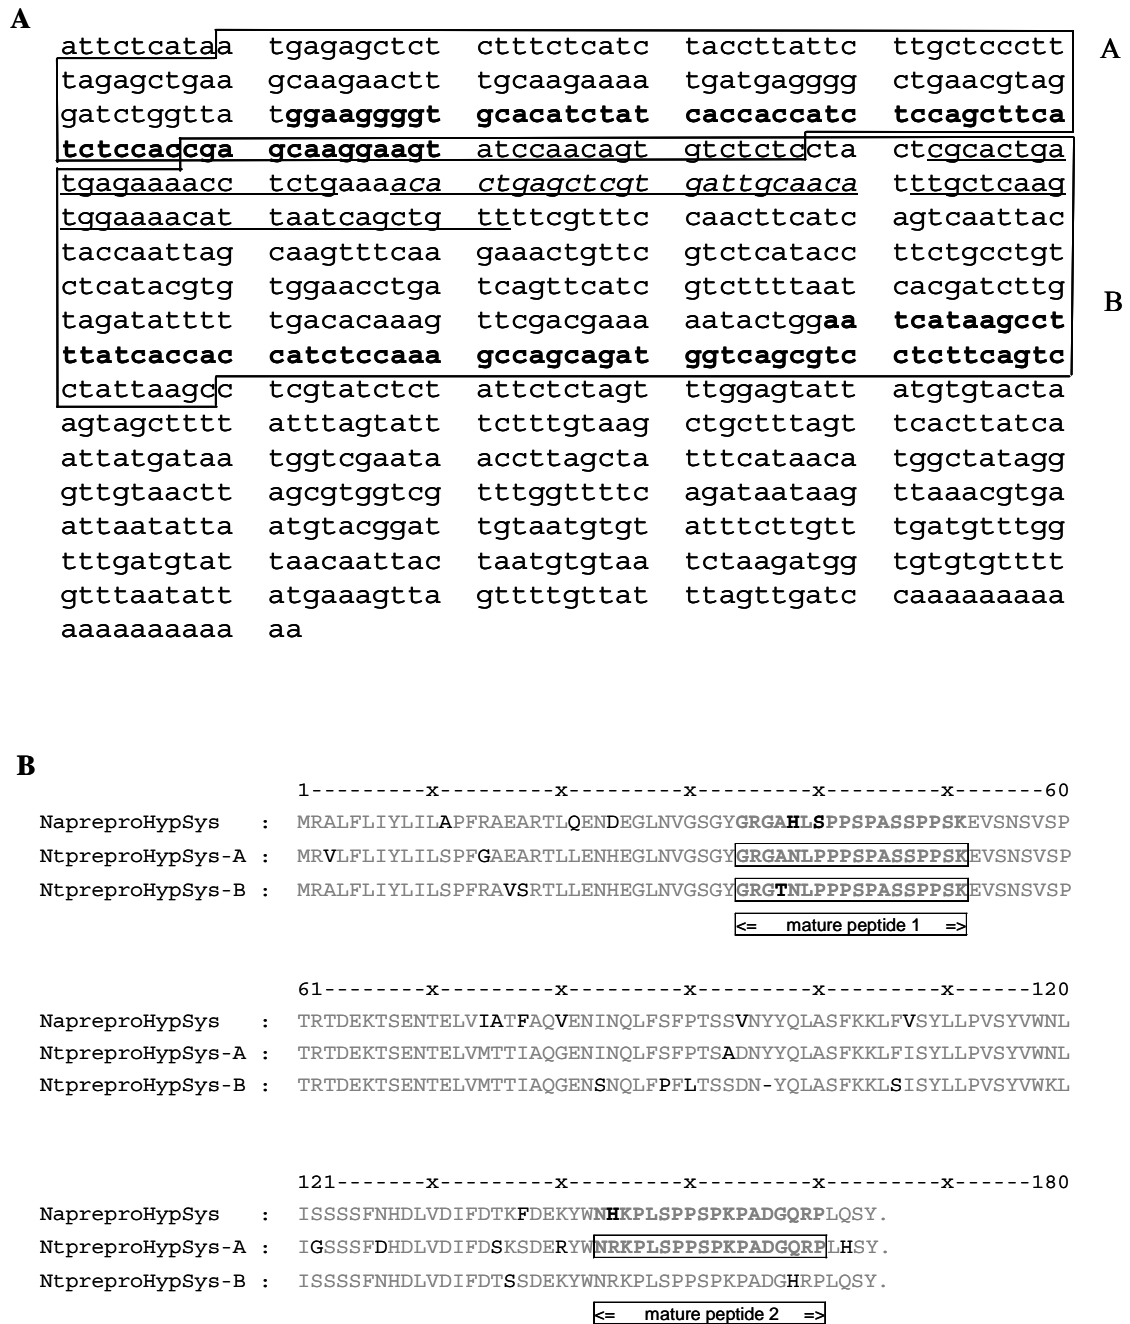 A
attctcataa tgagagctct ctttctcatc taccttattc ttgctccctt A
tagagctgaa gcaagaactt tgcaagaaaa tgatgagggg ctgaacgtag
gatctggtta tggaaggggt gcacatctat caccaccatc tccagcttca
tctccaccga gcaaggaagt atccaacagt gtctctccta ctcgcactga
tgagaaaacc tctgaaaaca ctgagctcgt gattgcaaca tttgctcaag
tggaaaacat taatcagctg ttttcgtttc caacttcatc agtcaattac
taccaattag caagtttcaa gaaactgttc gtctcatacc ttctgcctgt
ctcatacgtg tggaacctga tcagttcatc gtcttttaat cacgatcttg
tagatatttt tgacacaaag ttcgacgaaa aatactggaa tcataagcct B
ttatcaccac catctccaaa gccagcagat ggtcagcgtc ctcttcagtc
ctattaagcc tcgtatctct attctctagt ttggagtatt atgtgtacta
agtagctttt atttagtatt tctttgtaag ctgctttagt tcacttatca
attatgataa tggtcgaata accttagcta tttcataaca tggctatagg
gttgtaactt agcgtggtcg tttggttttc agataataag ttaaacgtga
attaatatta atgtacggat tgtaatgtgt atttcttgtt tgatgtttgg
tttgatgtat taacaattac taatgtgtaa tctaagatgg tgtgtgtttt
gtttaatatt atgaaagtta gttttgttat ttagttgatc caaaaaaaaa
aaaaaaaaaa aa
B
1---------x---------x---------x---------x---------x-------60
NapreproHypSys : MRALFLIYLILAPFRAEARTLQENDEGLNVGSGYGRGAHLSPPSPASSPPSKEVSNSVSP
NtpreproHypSys-A : MRVLFLIYLILSPFGAEARTLLENHEGLNVGSGYGRGANLPPPSPASSPPSKEVSNSVSP
NtpreproHypSys-B : MRALFLIYLILSPFRAVSRTLLENHEGLNVGSGYGRGTNLPPPSPASSPPSKEVSNSVSP
<= mature peptide 1 =>
61--------x---------x---------x---------x---------x------120
NapreproHypSys : TRTDEKTSENTELVIATFAQVENINQLFSFPTSSVNYYQLASFKKLFVSYLLPVSYVWNL
NtpreproHypSys-A : TRTDEKTSENTELVMTTIAQGENINQLFSFPTSADNYYQLASFKKLFISYLLPVSYVWNL
NtpreproHypSys-B : TRTDEKTSENTELVMTTIAQGENSNQLFPFLTSSDN-YQLASFKKLSISYLLPVSYVWKL
121-------x---------x---------x---------x---------x------180
NapreproHypSys : ISSSSFNHDLVDIFDTKFDEKYWNHKPLSPPSPKPADGQRPLQSY.
NtpreproHypSys-A : IGSSSFDHDLVDIFDSKSDERYWNRKPLSPPSPKPADGQRPLHSY.
NtpreproHypSys-B : ISSSSFNHDLVDIFDTSSDEKYWNRKPLSPPSPKPADGHRPLQSY.
<= mature peptide 2 =>